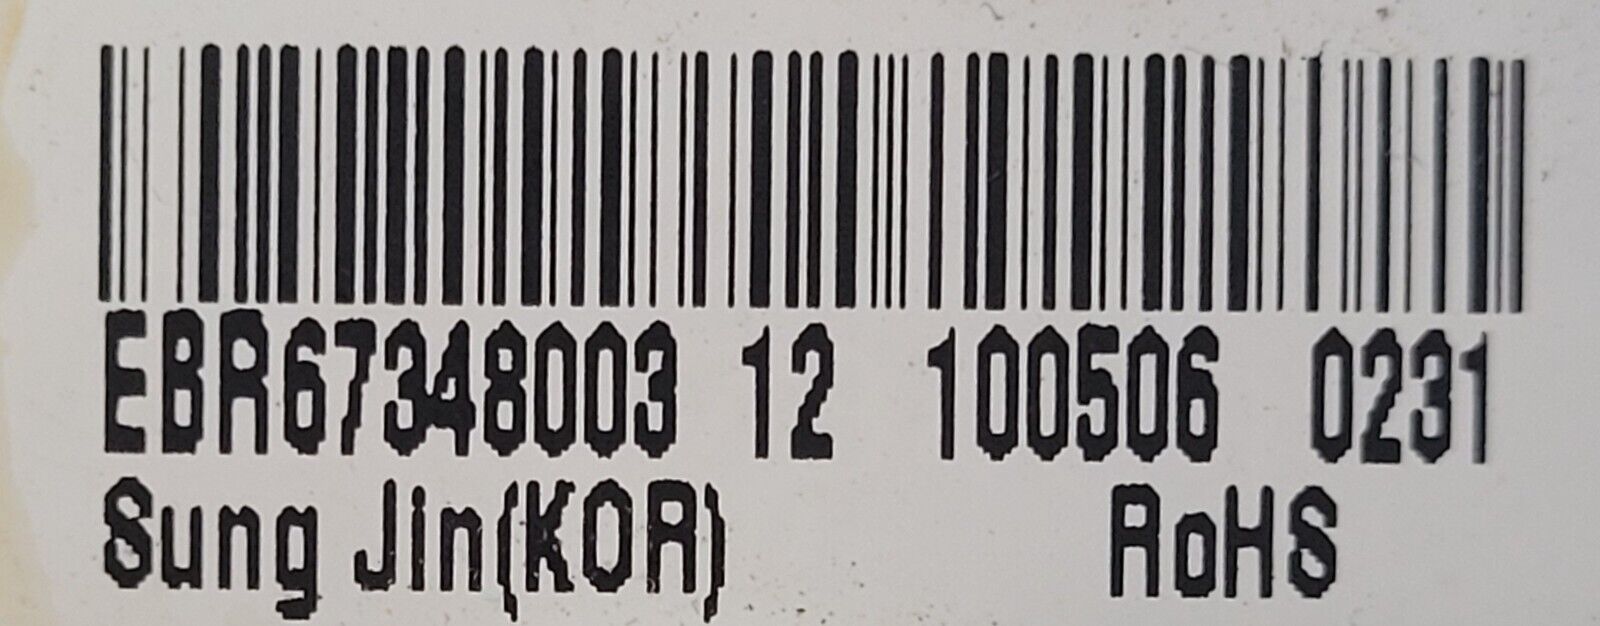 EBR67348003 12 100506 0231
Sung Jin(KOR) RoHS